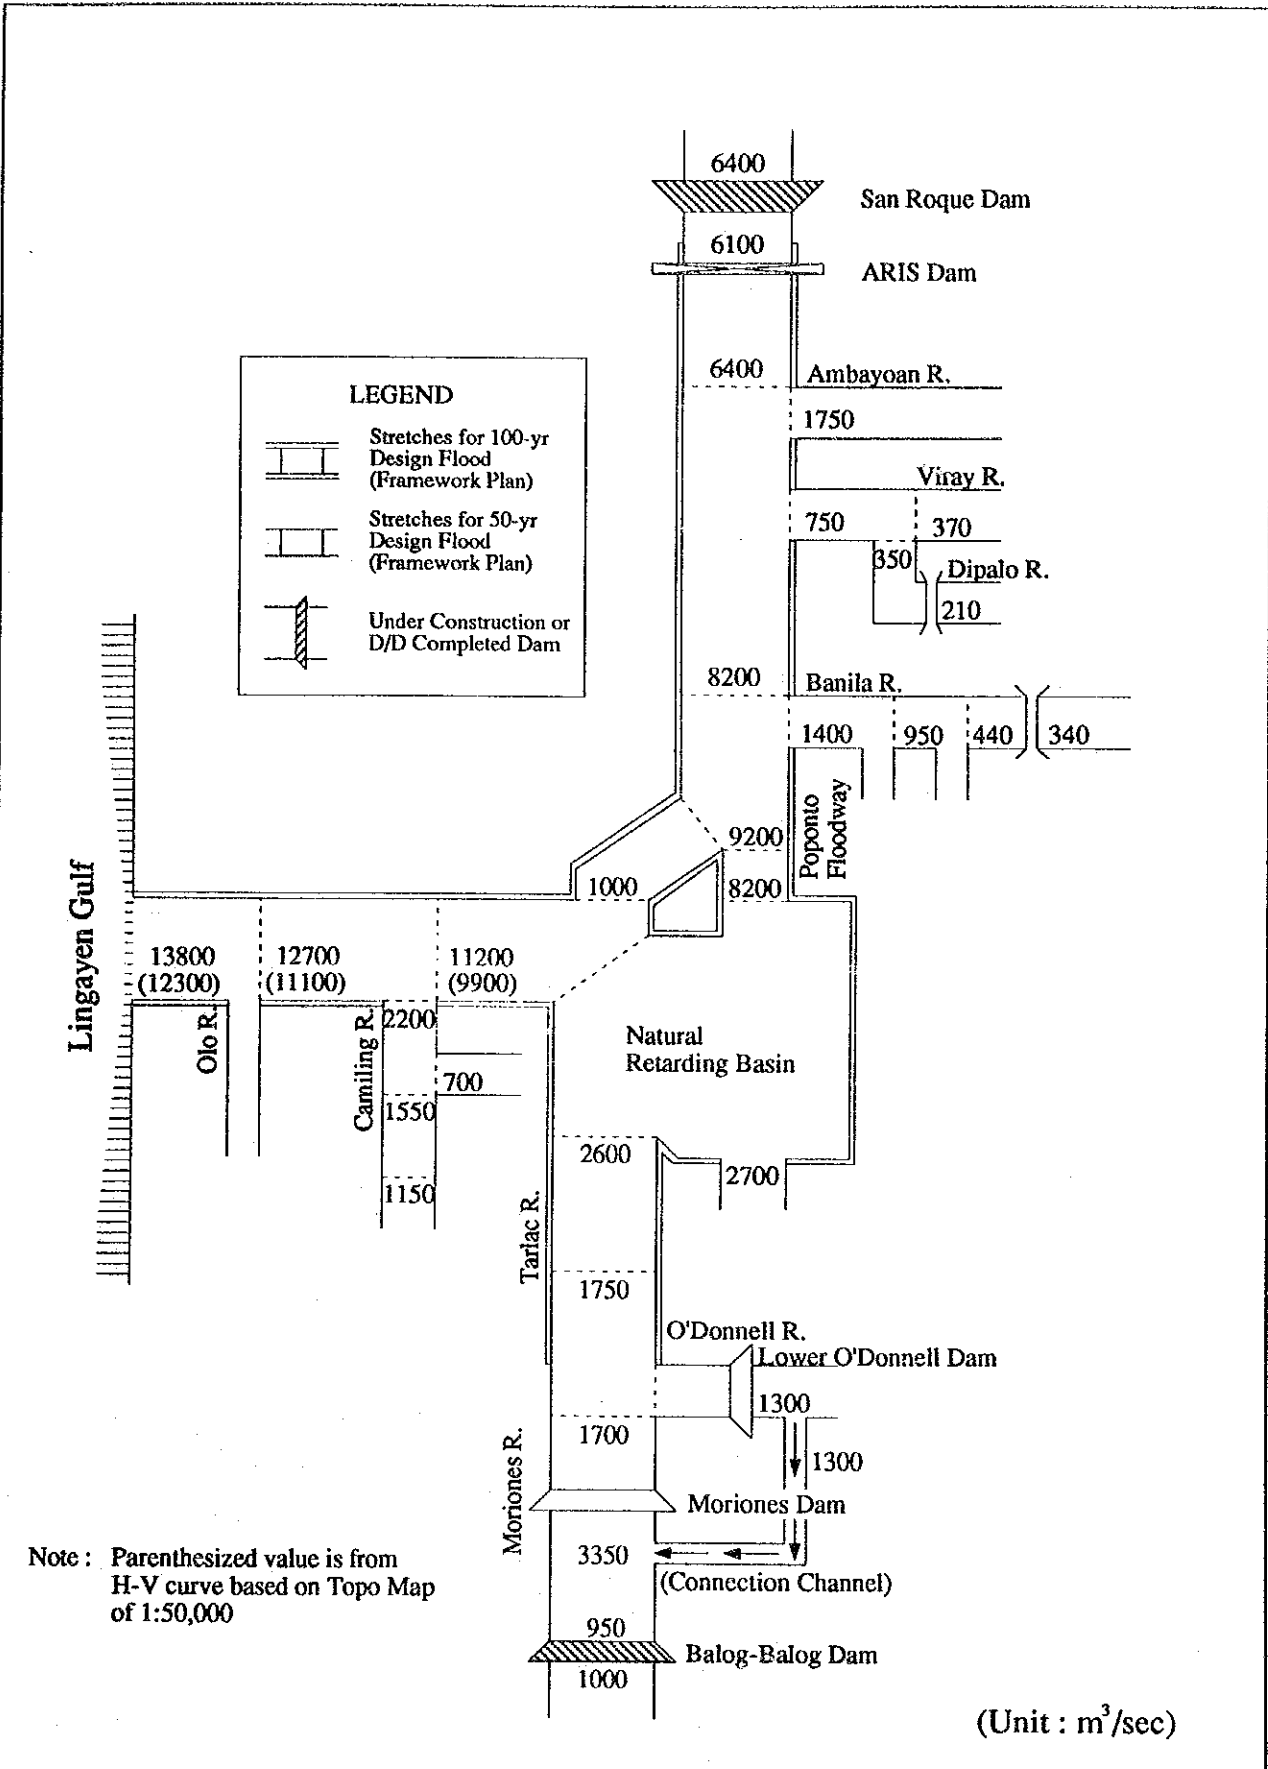 6400
San Roque Dam
6100
ARIS Dam
6400
Ambayoan R.
1750
LEGEND
Stretches for 100-yr
Design Flood
(Framework Plan)
Stretches for 50-yr
Design Flood
(Framework Plan)
Under Construction or
D/D Completed Dam
Viray R.
750
370
350
Dipalo R.
210
8200
Banila R.
1400
950
440
340
Poponto
Floodway
9200
1000
8200
Lingayen Gulf
13800
(12300)
12700
(11100)
11200
(9900)
Olo R.
Camiling R.
2200
700
1550
1150
Natural
Retarding Basin
2600
2700
Tarlac R.
1750
O'Donnell R.
Lower O'Donnell Dam
1300
1700
1300
Moriones R.
Moriones Dam
3350
(Connection Channel)
Note : Parenthesized value is from
H-V curve based on Topo Map
of 1:50,000
950
Balog-Balog Dam
1000
(Unit : m³/sec)